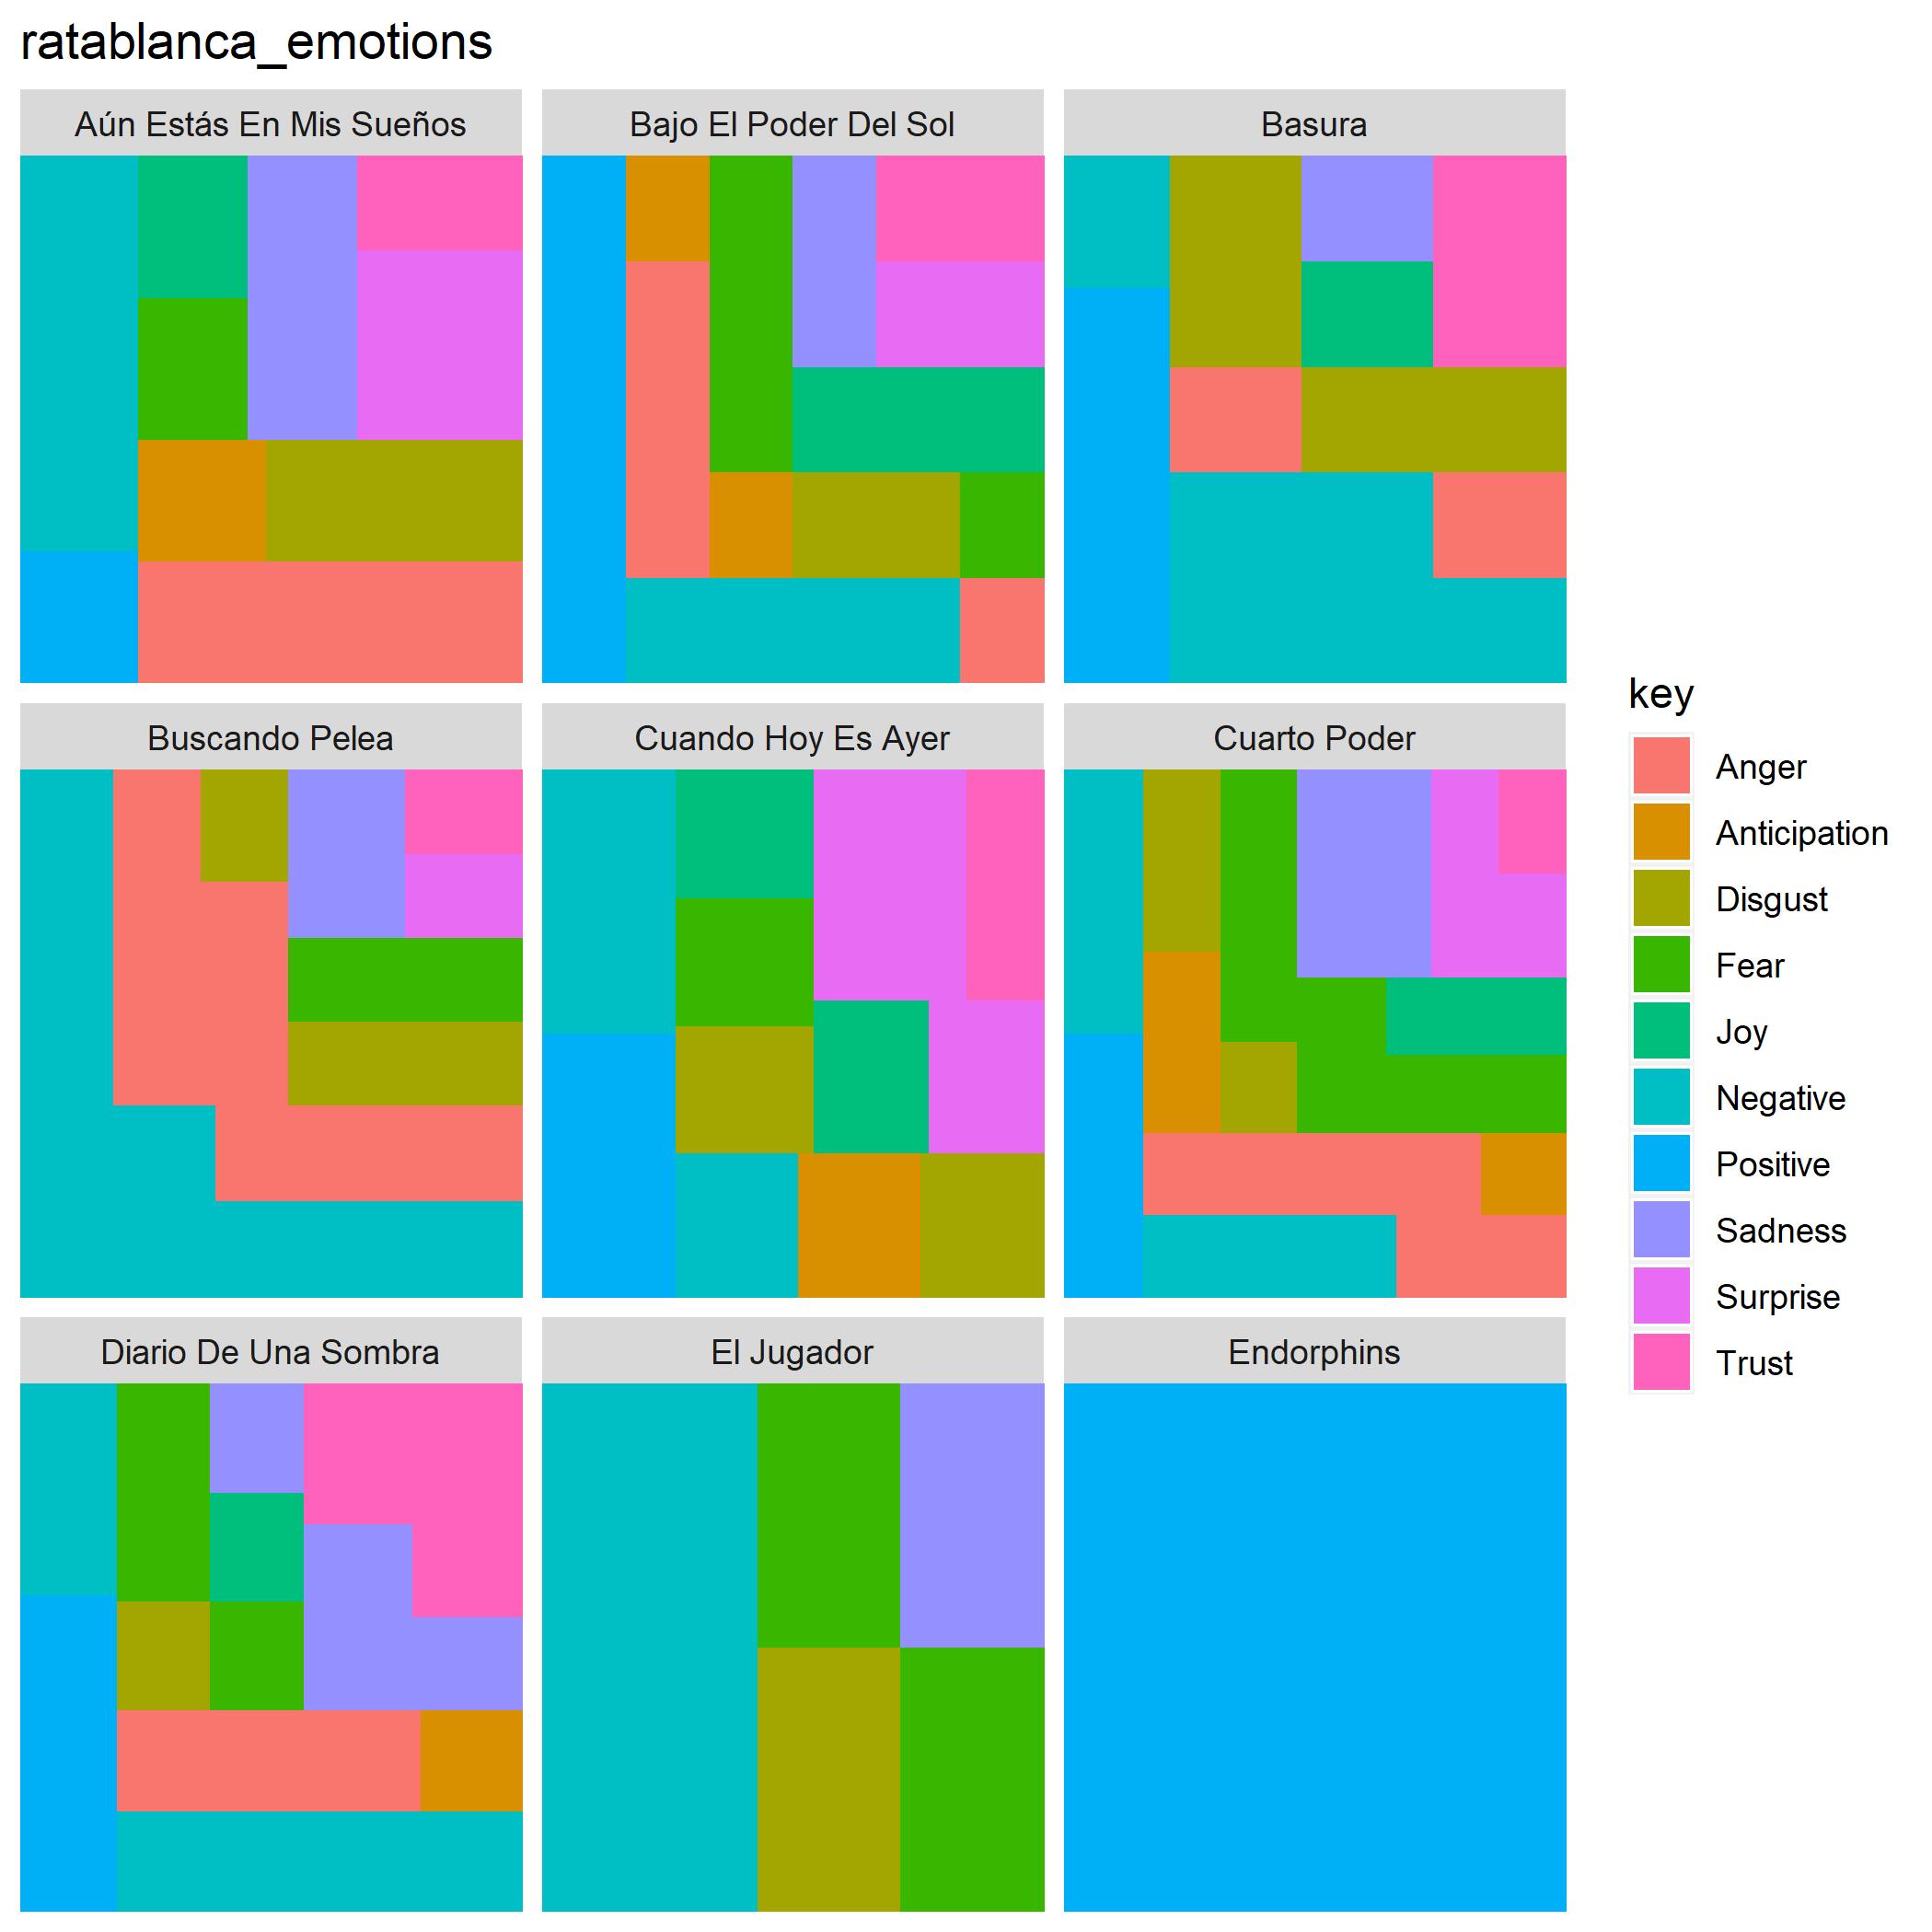 ratablanca_emotions
Aún Estás En Mis Sueños
Bajo El Poder Del Sol
Basura
Buscando Pelea
Cuando Hoy Es Ayer
Cuarto Poder
Diario De Una Sombra
El Jugador
Endorphins
key
Anger
Anticipation
Disgust
Fear
Joy
Negative
Positive
Sadness
Surprise
Trust